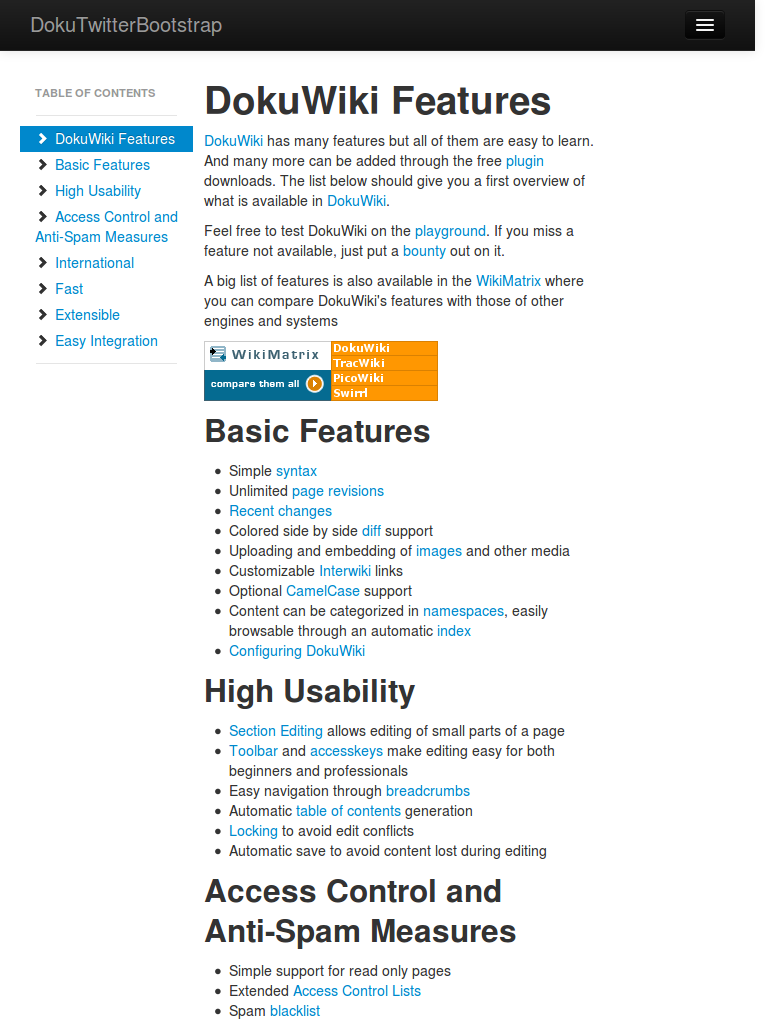 DokuTwitterBootstrap
TABLE OF CONTENTS
DokuWiki Features
Basic Features
High Usability
Access Control and
Anti-Spam Measures
International
Fast
Extensible
Easy Integration
DokuWiki Features
DokuWiki has many features but all of them are easy to learn.
And many more can be added through the free plugin
downloads. The list below should give you a first overview of
what is available in DokuWiki.
Feel free to test DokuWiki on the playground. If you miss a
feature not available, just put a bounty out on it.
A big list of features is also available in the WikiMatrix where
you can compare DokuWiki's features with those of other
engines and systems
WikiMatrix
compare them all
DokuWiki
TracWiki
PicoWiki
Swirrl
Basic Features
Simple syntax
Unlimited page revisions
Recent changes
Colored side by side diff support
Uploading and embedding of images and other media
Customizable Interwiki links
Optional CamelCase support
Content can be categorized in namespaces, easily
browsable through an automatic index
Configuring DokuWiki
High Usability
Section Editing allows editing of small parts of a page
Toolbar and accesskeys make editing easy for both
beginners and professionals
Easy navigation through breadcrumbs
Automatic table of contents generation
Locking to avoid edit conflicts
Automatic save to avoid content lost during editing
Access Control and
Anti-Spam Measures
Simple support for read only pages
Extended Access Control Lists
Spam blacklist